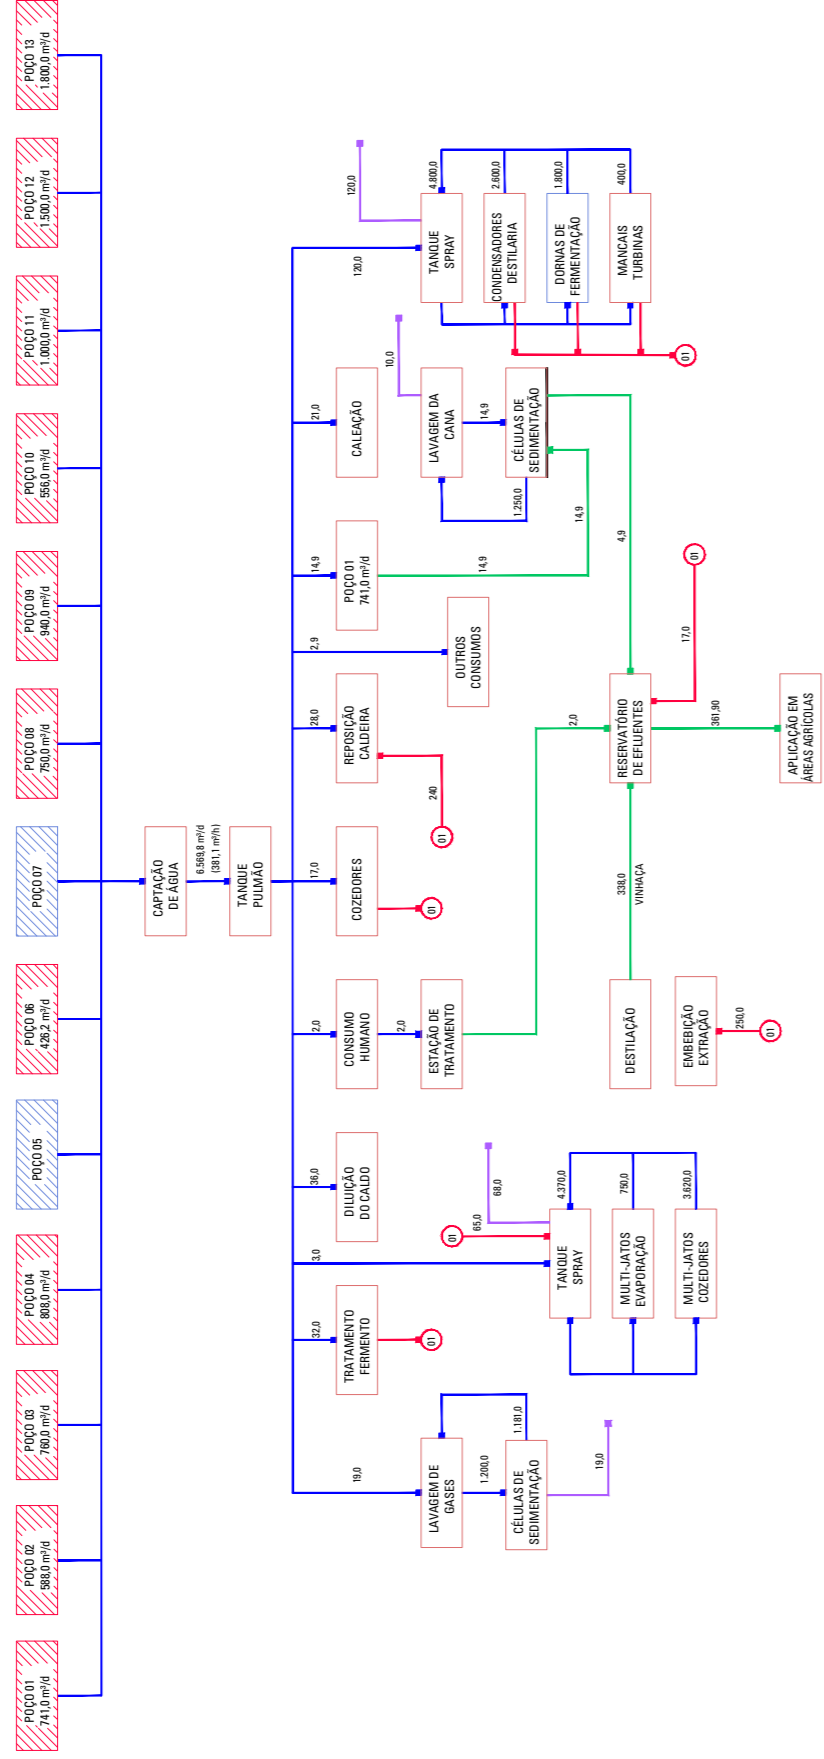 POÇO 01
741,0 m³/d
POÇO 02
588,0 m³/d
POÇO 03
760,0 m³/d
POÇO 04
808,0 m³/d
POÇO 05
POÇO 06
426,2 m³/d
POÇO 07
POÇO 08
750,0 m³/d
POÇO 09
940,0 m³/d
POÇO 10
556,0 m³/d
POÇO 11
1.000,0 m³/d
POÇO 12
1.500,0 m³/d
POÇO 13
1.800,0 m³/d
CAPTAÇÃO
DE ÁGUA
6.569,8 m³/d
(381,1 m³/h)
TANQUE
PULMÃO
19,0
32,0
3,0
36,0
2,0
17,0
28,0
2,9
14,9
21,0
120,0
120,0
TRATAMENTO
FERMENTO
DILUIÇÃO
DO CALDO
CONSUMO
HUMANO
COZEDORES
REPOSIÇÃO
CALDEIRA
POÇO 01
741,0 m³/d
CALEAÇÃO
10,0
LAVAGEM DE
GASES
01
01
2,0
ESTAÇÃO DE
TRATAMENTO
01
240
01
OUTROS
CONSUMOS
LAVAGEM DA
CANA
TANQUE
SPRAY
4.800,0
1.200,0
1.181,0
65,0
68,0
14,9
14,9
CÉLULAS DE
SEDIMENTAÇÃO
CÉLULAS DE
SEDIMENTAÇÃO
1.250,0
CONDENSADORES
DESTILARIA
2.600,0
TANQUE
SPRAY
4.370,0
2,0
14,9
DORNAS DE
FERMENTAÇÃO
1.800,0
19,0
MULTI-JATOS
EVAPORAÇÃO
750,0
DESTILAÇÃO
338,0
VINHAÇA
RESERVATÓRIO
DE EFLUENTES
4,9
MANCAIS
TURBINAS
400,0
MULTI-JATOS
COZEDORES
3.620,0
EMBEBIÇÃO
EXTRAÇÃO
17,0
01
01
250,0
01
361,90
APLICAÇÃO EM
ÁREAS AGRÍCOLAS